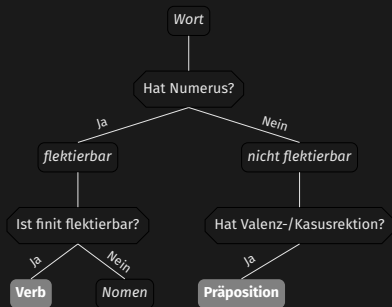 Wort
Hat Numerus?
Ja
Nein
flektierbar
nicht flektierbar
Ist finit flektierbar?
Hat Valenz-/Kasusrektion?
Ja
Nein
Ja
Verb
Nomen
Präposition